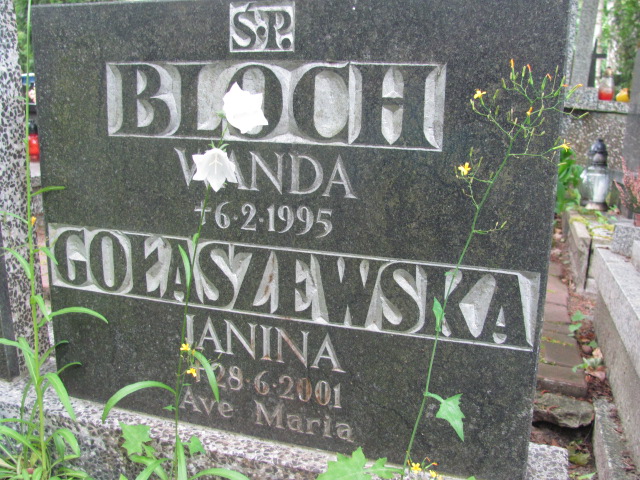 Ś.P.
BLOCH
WANDA
+6·2·1995
GOŁASZEWSKA
JANINA
+28·6·2001
Ave Maria